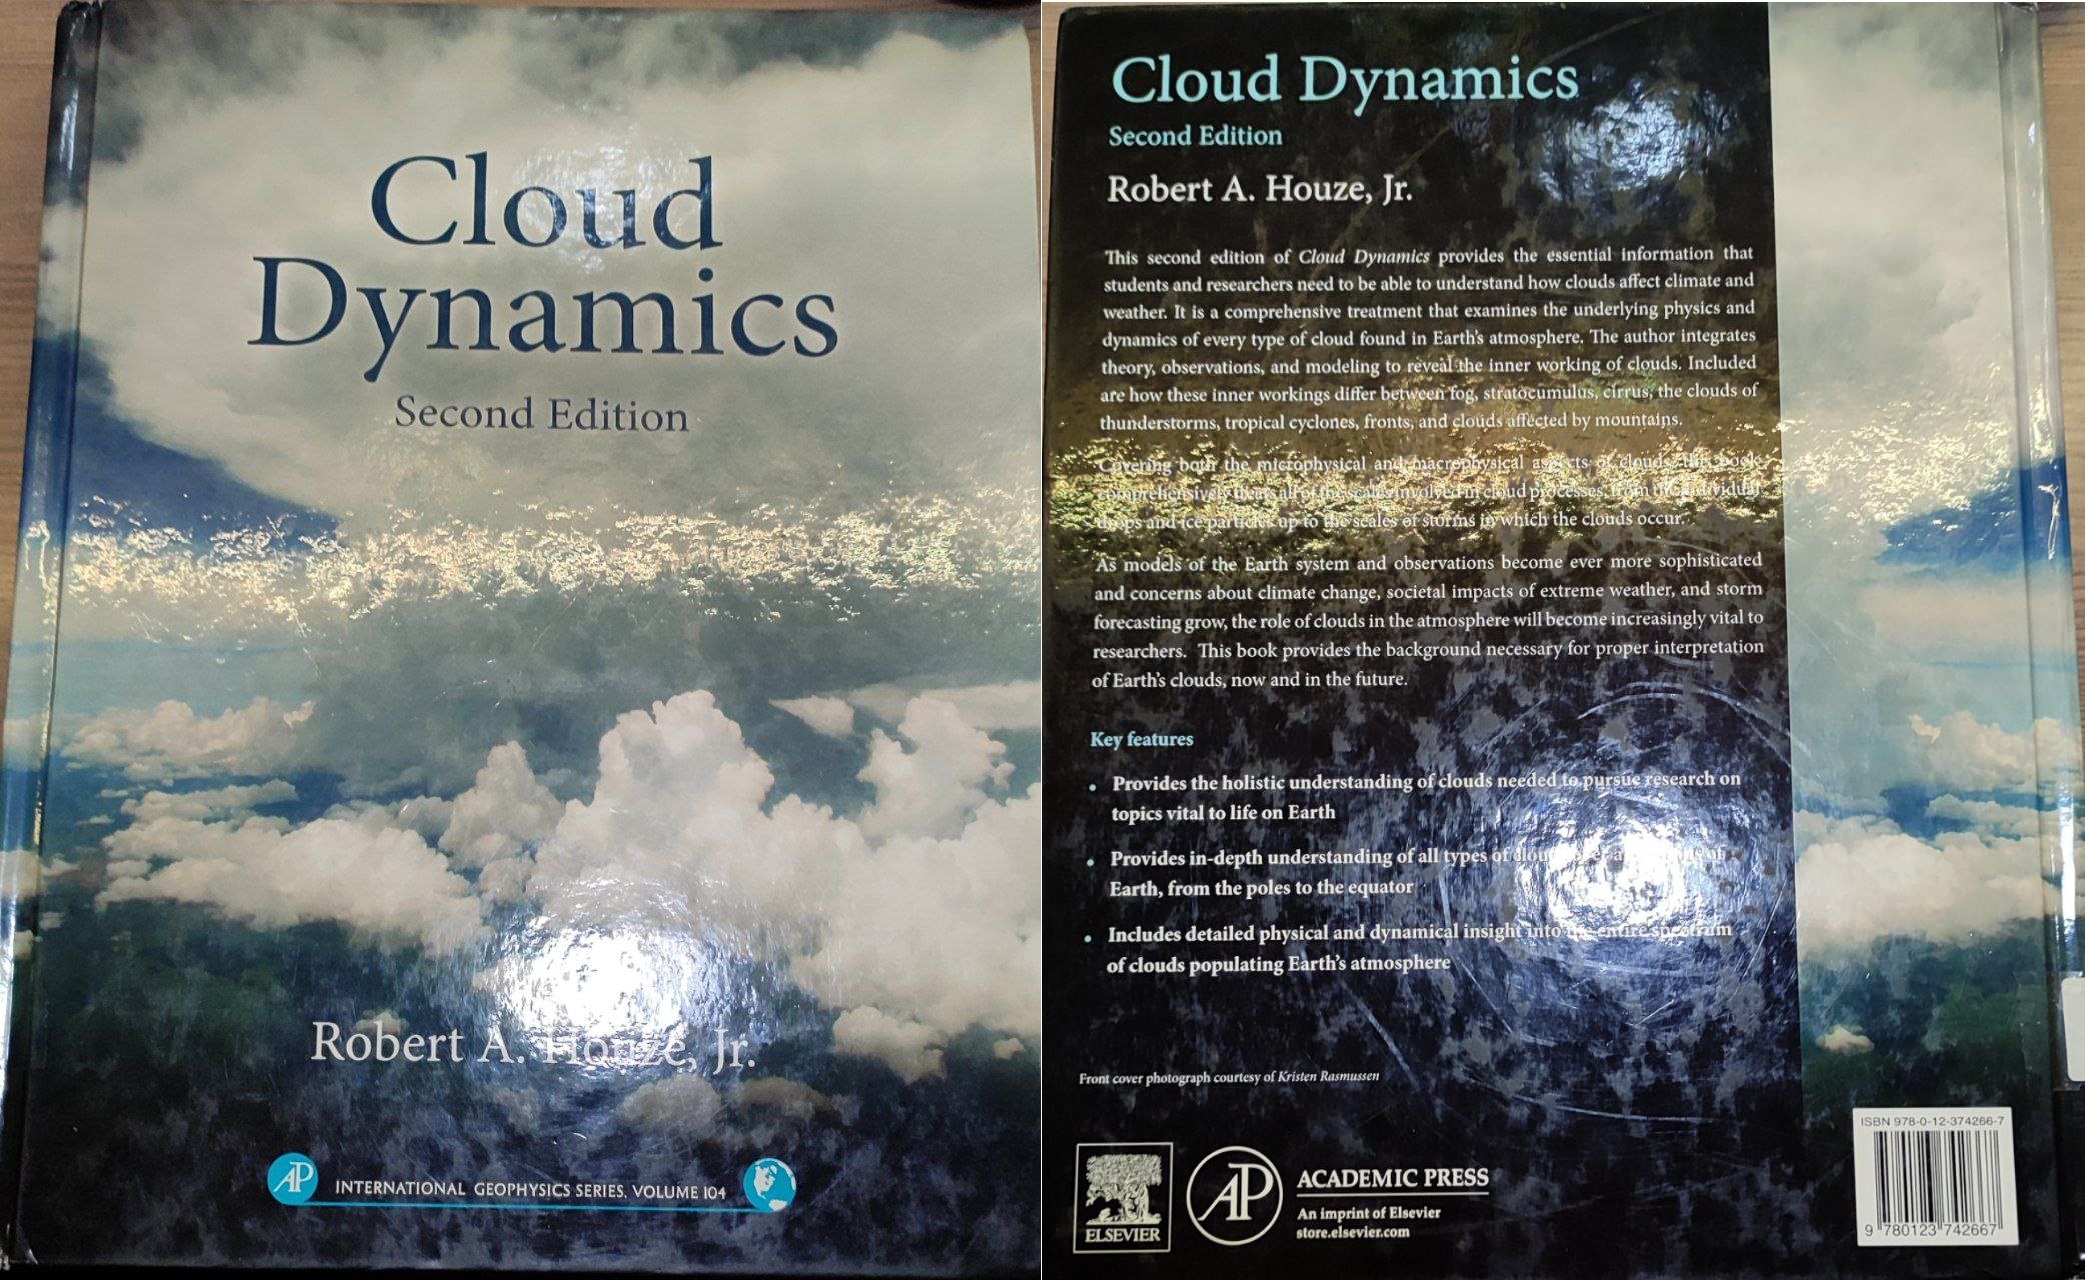 Cloud
Dynamics
Second Edition
Robert A. Houze, Jr.
AP
INTERNATIONAL GEOPHYSICS SERIES, VOLUME 104
Cloud Dynamics
Second Edition
Robert A. Houze, Jr.
This second edition of Cloud Dynamics provides the essential information that
students and researchers need to be able to understand how clouds affect climate and
weather. It is a comprehensive treatment that examines the underlying physics and
dynamics of every type of cloud found in Earth's atmosphere. The author integrates
theory, observations, and modeling to reveal the inner working of clouds. Included
are how these inner workings differ between fog, stratocumulus, cirrus, the clouds of
thunderstorms, tropical cyclones, fronts, and clouds affected by mountains.
Covering both the microphysical and macrophysical aspects of clouds, this book
comprehensively treats all of the scales involved in cloud processes, from the individual
drops and ice particles up to the scales of storms in which the clouds occur.
As models of the Earth system and observations become ever more sophisticated
and concerns about climate change, societal impacts of extreme weather, and storm
forecasting grow, the role of clouds in the atmosphere will become increasingly vital to
researchers. This book provides the background necessary for proper interpretation
of Earth's clouds, now and in the future.
Key features
• Provides the holistic understanding of clouds needed to pursue research on
topics vital to life on Earth
• Provides in-depth understanding of all types of of
Earth, from the poles to the equator
• Includes detailed physical and dynamical insight into the entire spectrum
of clouds populating Earth's atmosphere
Front cover photograph courtesy of Kristen Rasmussen
ELSEVIER
AP
ACADEMIC PRESS
An imprint of Elsevier
store.elsevier.com
ISBN 978-0-12-374266-7
9 780123 742667